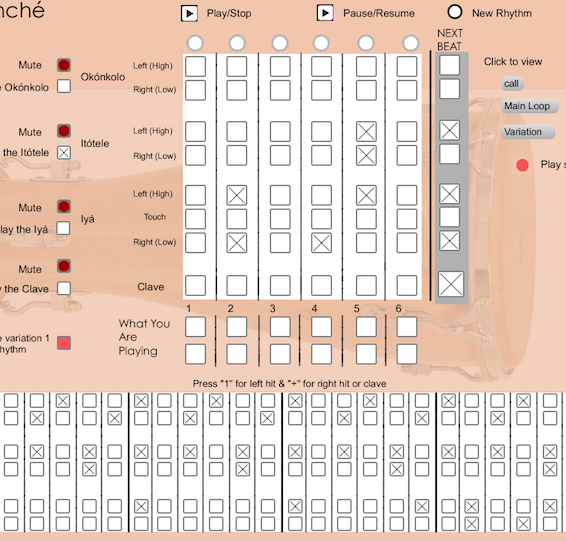 nché
Play/Stop
Pause/Resume
New Rhythm
NEXT
BEAT
Click to view
call
Main Loop
Variation
Play s
Mute
e Okónkolo
Okónkolo
Left (High)
Right (Low)
Mute
the Itótele
Itótele
Left (High)
Right (Low)
Mute
lay the Iyá
Iyá
Left (High)
Touch
Right (Low)
Mute
y the Clave
Clave
1 2 3 4 5 6
e variation 1
hythm
What You
Are
Playing
Press "1" for left hit & "+" for right hit or clave